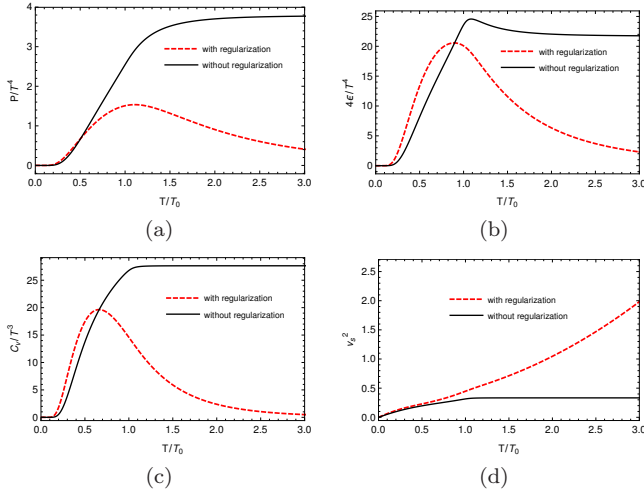 4
3
2
1
0
P/T⁴
with regularization
without regularization
0.0 0.5 1.0 1.5 2.0 2.5 3.0
T/T₀
(a)
25
20
15
10
5
0
4ϵ/T⁴
with regularization
without regularization
0.0 0.5 1.0 1.5 2.0 2.5 3.0
T/T₀
(b)
25
20
15
10
5
0
Cᵥ/T³
with regularization
without regularization
0.0 0.5 1.0 1.5 2.0 2.5 3.0
T/T₀
(c)
2.5
2.0
1.5
1.0
0.5
0.0
vₛ²
with regularization
without regularization
0.0 0.5 1.0 1.5 2.0 2.5 3.0
T/T₀
(d)